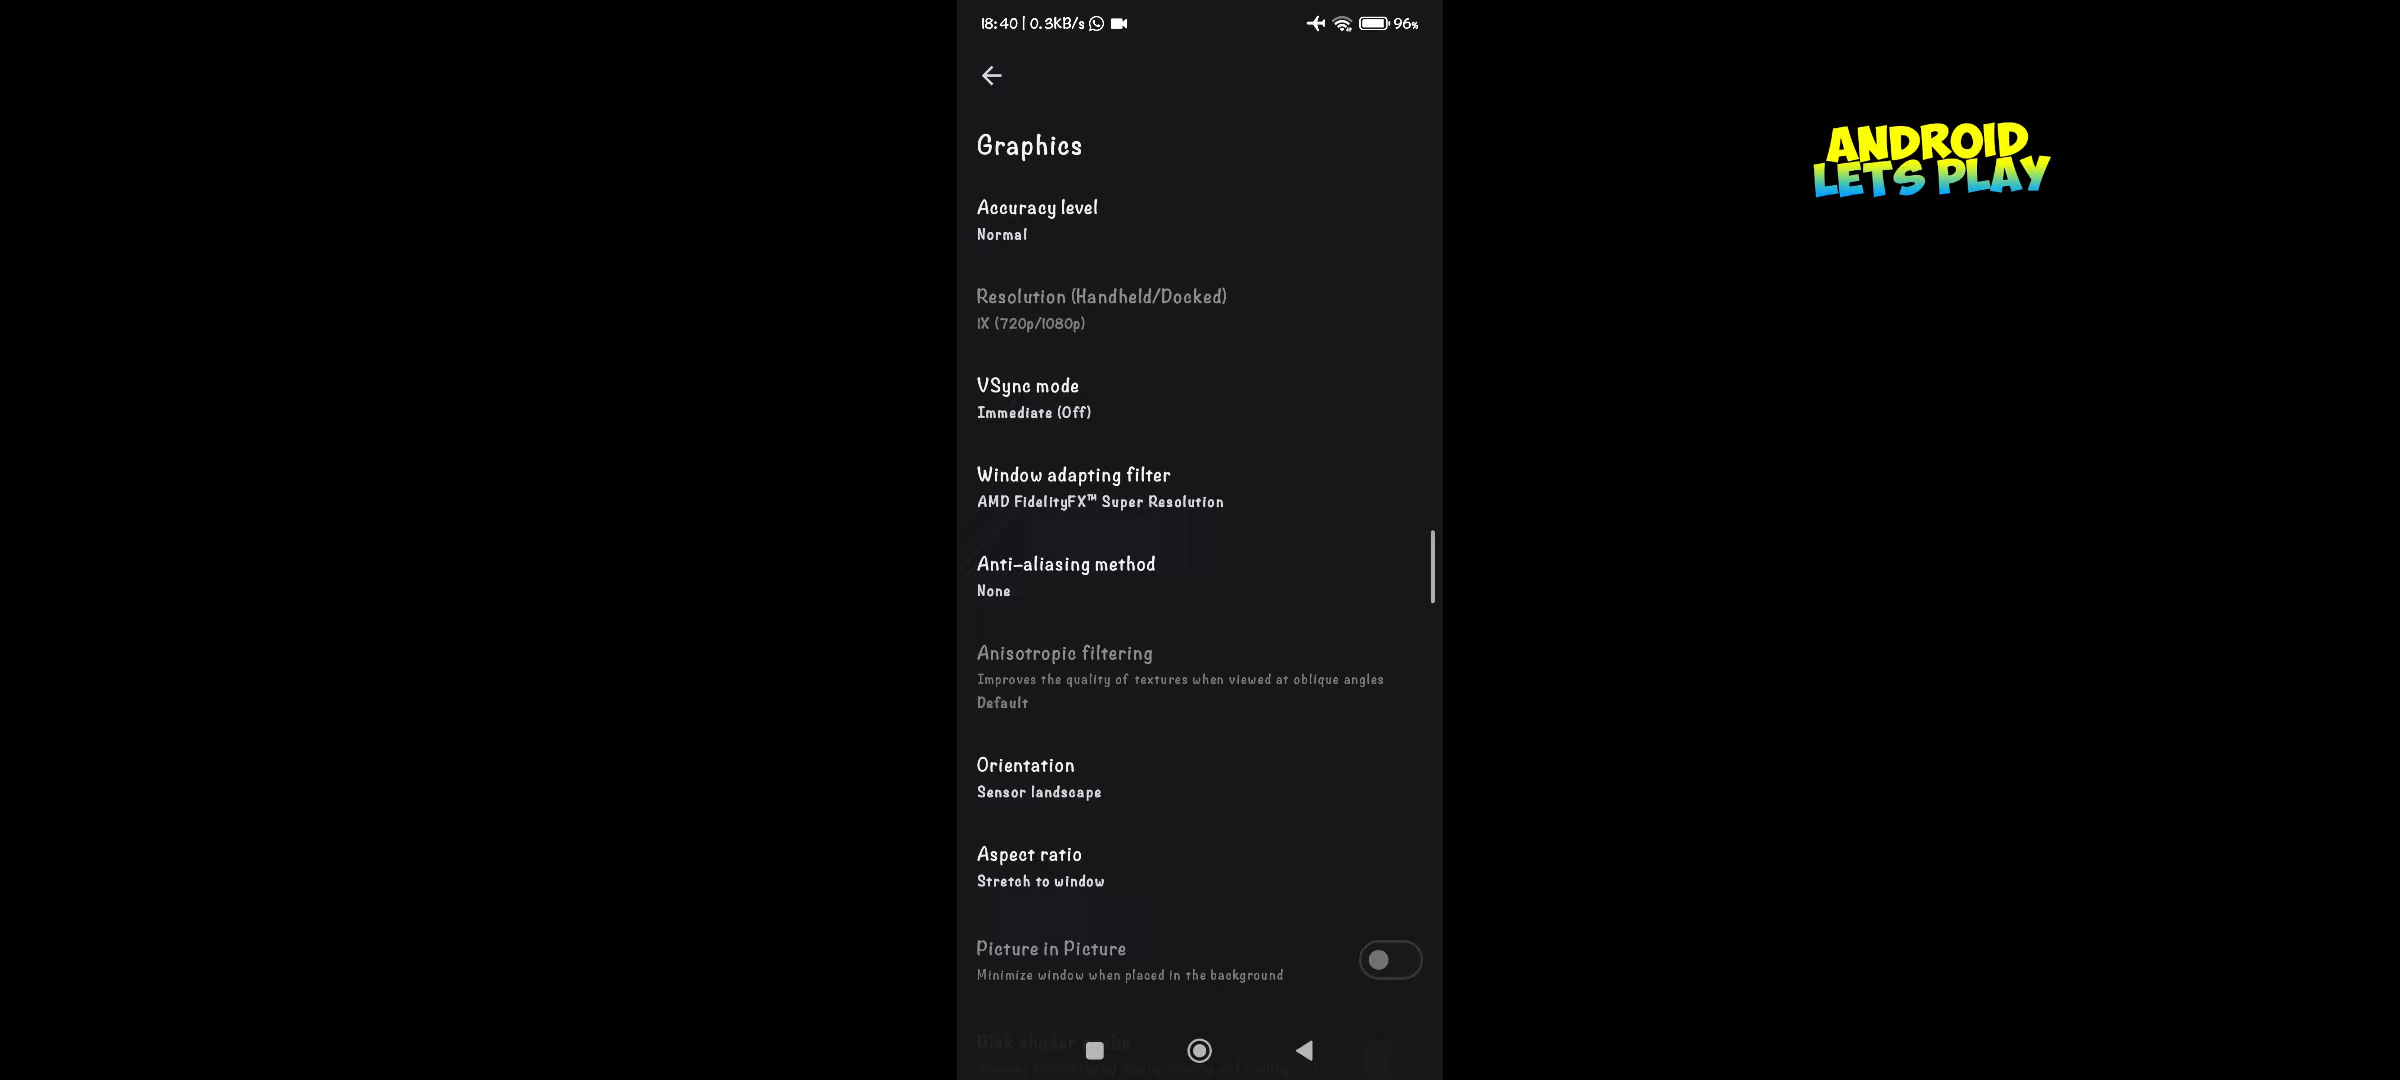 18:40 | 0.3KB/s
96%
ANDROID
LETS PLAY
Graphics
Accuracy level
Normal
Resolution (Handheld/Docked)
1X (720p/1080p)
VSync mode
Immediate (Off)
Window adapting filter
AMD FidelityFX™ Super Resolution
Anti-aliasing method
None
Anisotropic filtering
Improves the quality of textures when viewed at oblique angles
Default
Orientation
Sensor landscape
Aspect ratio
Stretch to window
Picture in Picture
Minimize window when placed in the background
Disk shader